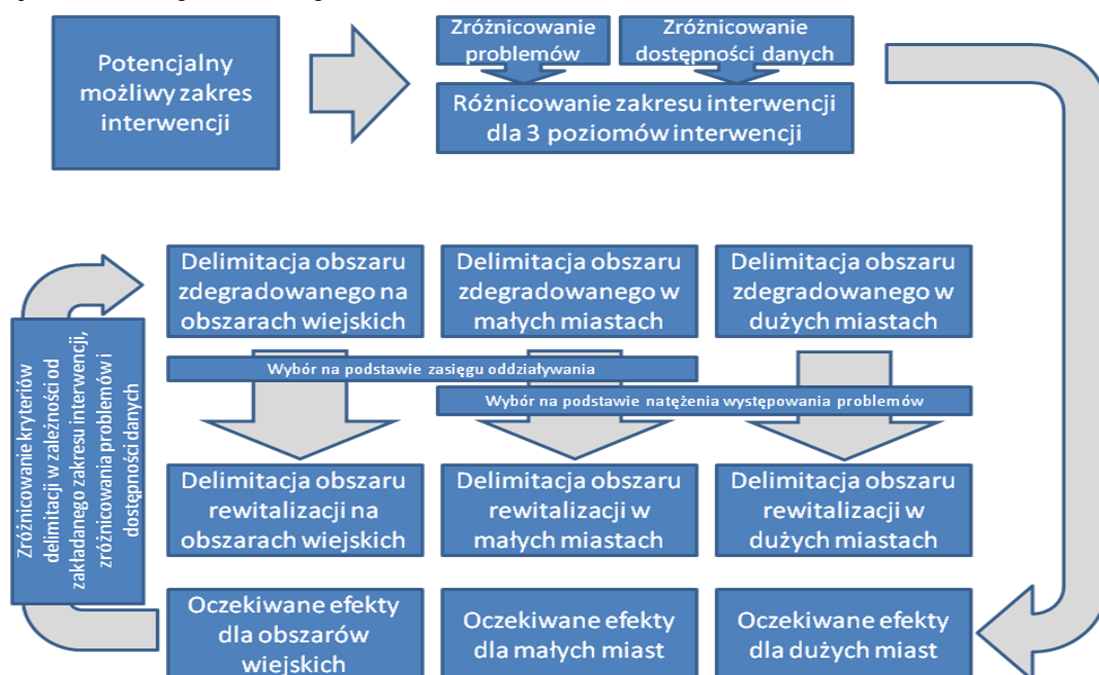 Potencjalny
możliwy zakres
interwencji
Zróżnicowanie
problemów
Zróżnicowanie
dostępności danych
Różnicowanie zakresu interwencji
dla 3 poziomów interwencji
Delimitacja obszaru
zdegradowanego na
obszarach wiejskich
Delimitacja obszaru
zdegradowanego w
małych miastach
Delimitacja obszaru
zdegradowanego w
dużych miastach
Wybór na podstawie zasięgu oddziaływania
Wybór na podstawie natężenia występowania problemów
Zróżnicowanie kryteriów
delimitacji w zależności od
zakładanego zakresu interwencji,
zróżnicowania problemów i
dostępności danych
Delimitacja obszaru
rewitalizacji na
obszarach wiejskich
Delimitacja obszaru
rewitalizacji w
małych miastach
Delimitacja obszaru
rewitalizacji w
dużych miastach
Oczekiwane efekty
dla obszarów
wiejskich
Oczekiwane efekty
dla małych miast
Oczekiwane efekty
dla dużych miast